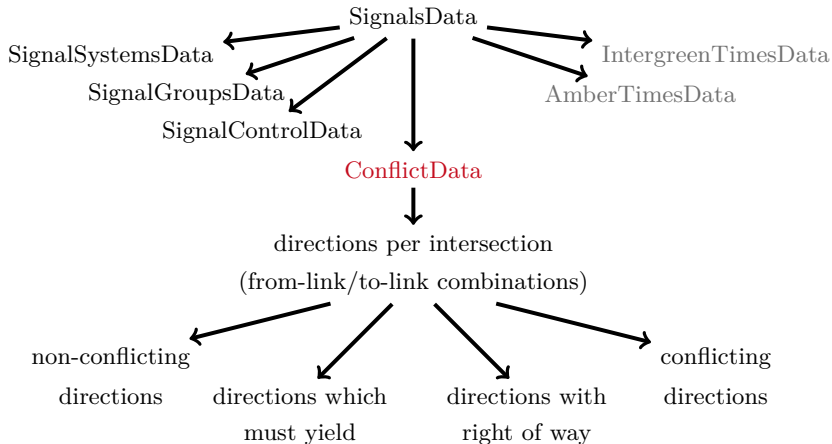 SignalsData
SignalSystemsData
IntergreenTimesData
SignalGroupsData
AmberTimesData
SignalControlData
ConflictData
directions per intersection
(from-link/to-link combinations)
non-conflicting
directions
directions which
must yield
directions with
right of way
conflicting
directions